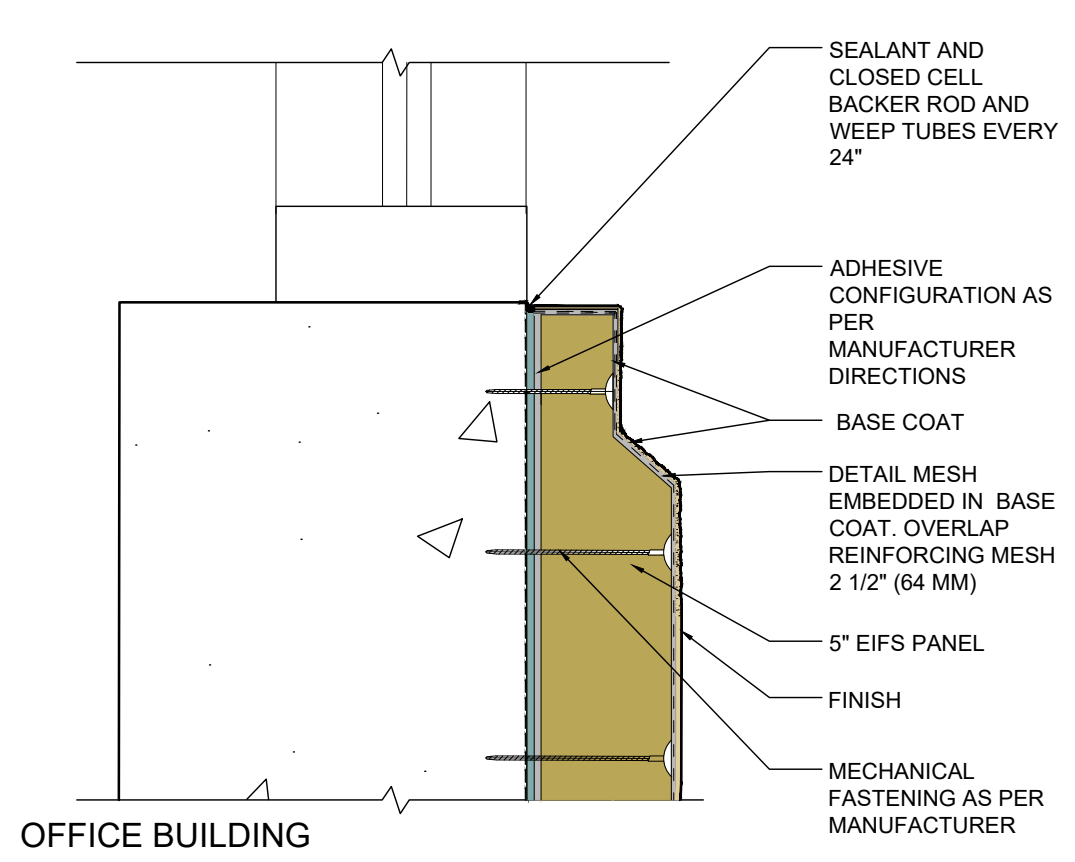 SEALANT AND
CLOSED CELL
BACKER ROD AND
WEEP TUBES EVERY
24"
ADHESIVE
CONFIGURATION AS
PER
MANUFACTURER
DIRECTIONS
BASE COAT
DETAIL MESH
EMBEDDED IN BASE
COAT. OVERLAP
REINFORCING MESH
2 1/2" (64 MM)
5" EIFS PANEL
FINISH
MECHANICAL
FASTENING AS PER
MANUFACTURER
OFFICE BUILDING